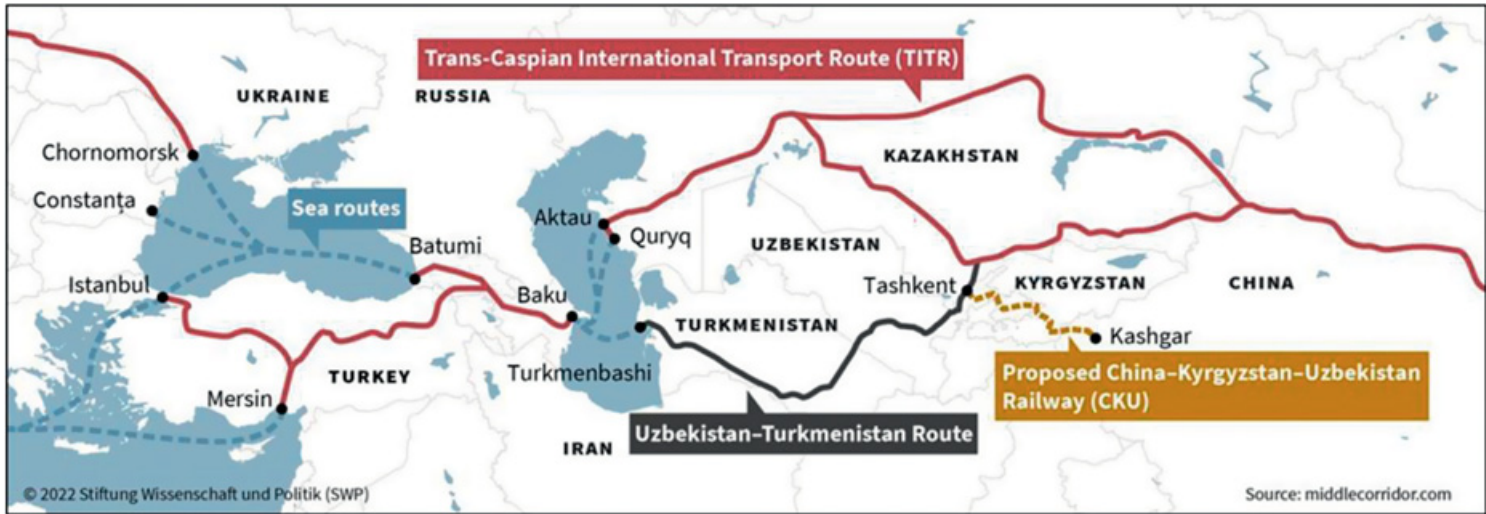 Trans-Caspian International Transport Route (TITR)
UKRAINE
RUSSIA
Chornomorsk
KAZAKHSTAN
Constanța
Sea routes
Aktau
Quryq
UZBEKISTAN
Batumi
Istanbul
Baku
Tashkent
KYRGYZSTAN
CHINA
TURKMENISTAN
Kashgar
Turkmenbashi
TURKEY
Mersin
Proposed China–Kyrgyzstan–Uzbekistan
Railway (CKU)
Uzbekistan–Turkmenistan Route
IRAN
© 2022 Stiftung Wissenschaft und Politik (SWP)
Source: middlecorridor.com